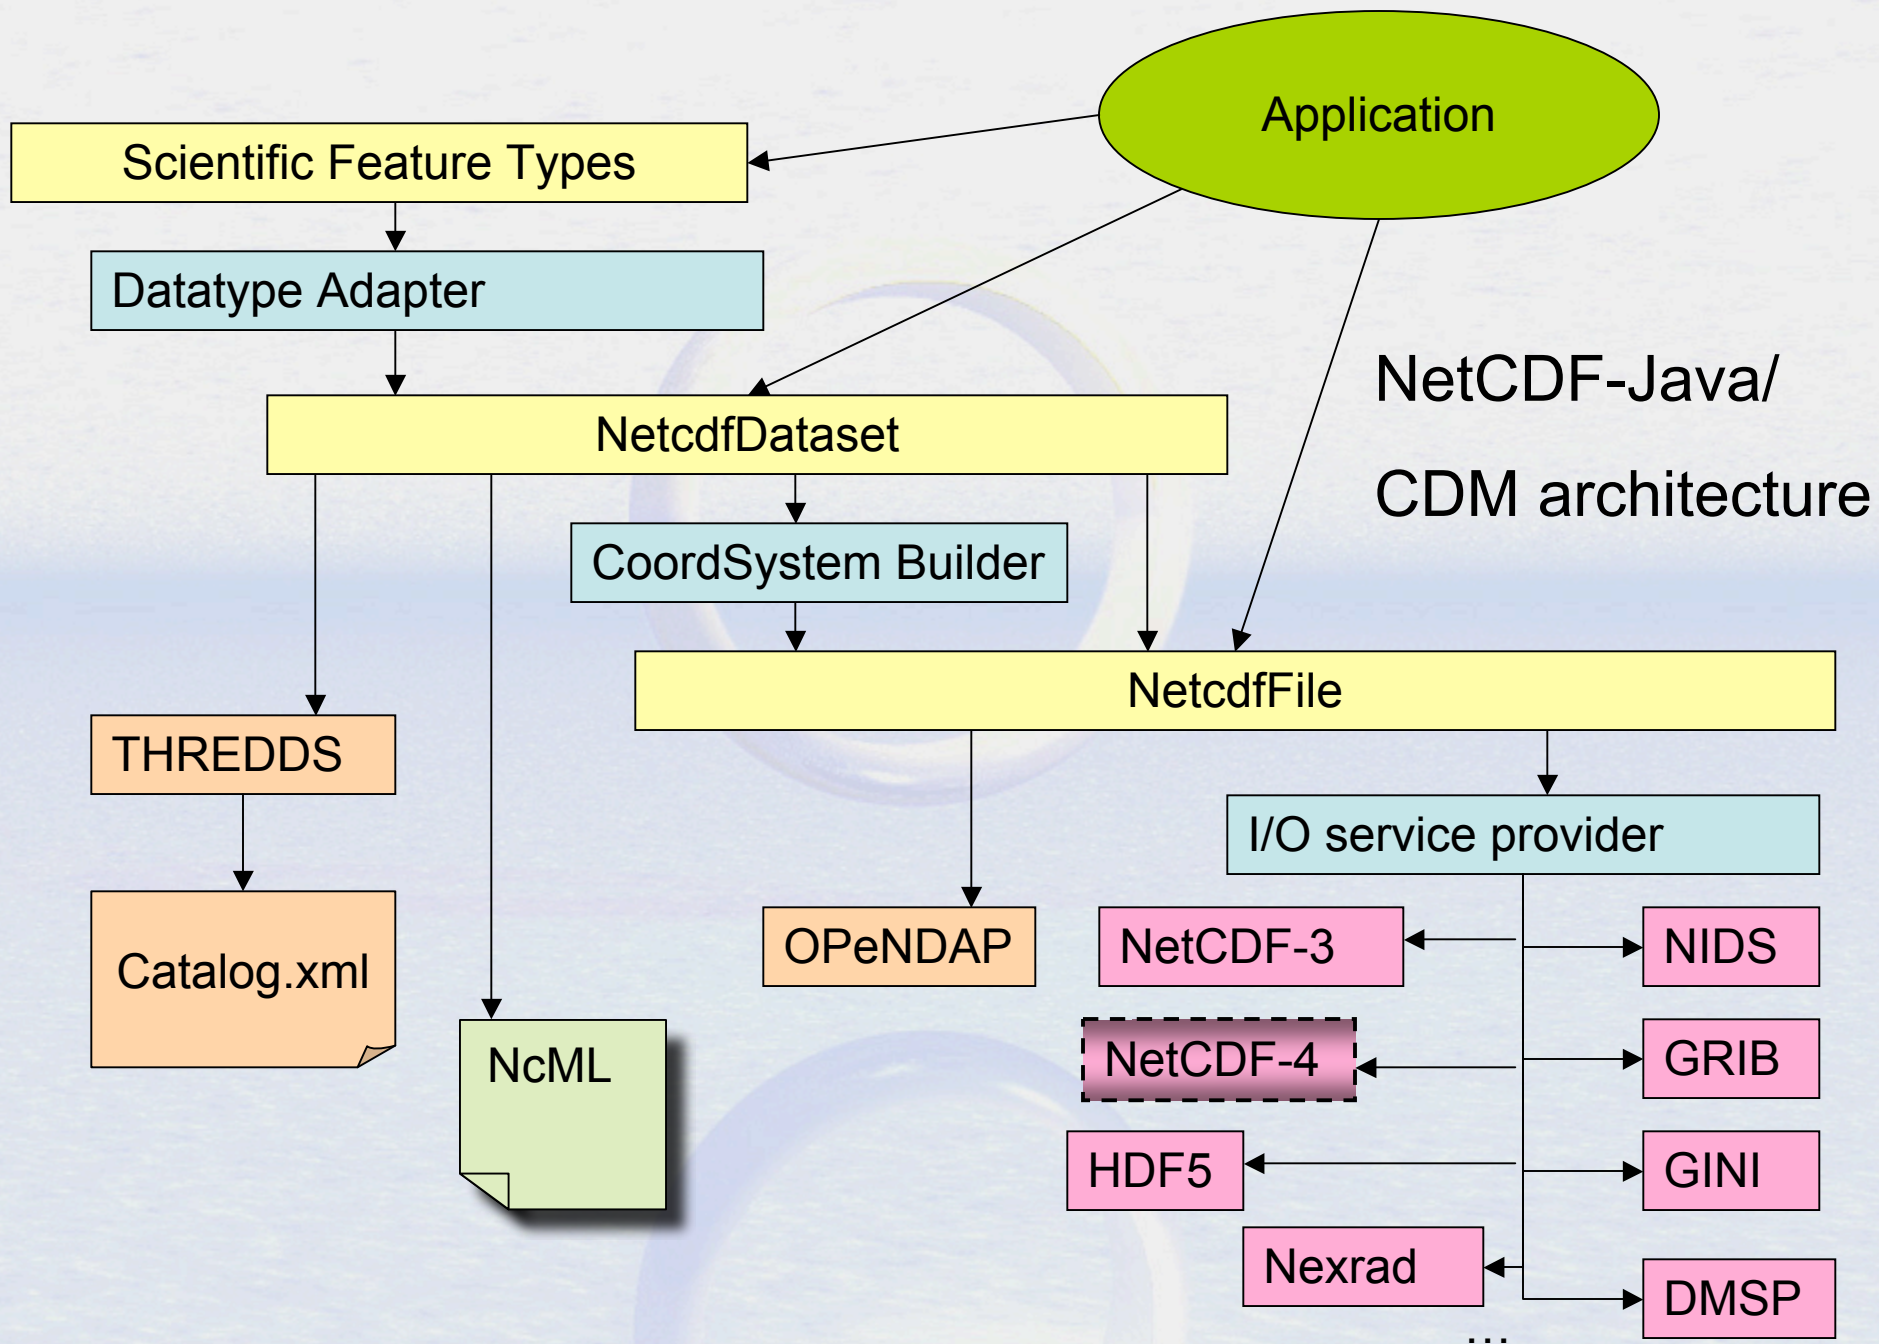 Application
Scientific Feature Types
Datatype Adapter
NetCDF-Java/
CDM architecture
NetcdfDataset
CoordSystem Builder
NetcdfFile
THREDDS
I/O service provider
Catalog.xml
OPeNDAP
NetCDF-3
NIDS
NcML
NetCDF-4
GRIB
HDF5
GINI
Nexrad
DMSP
...